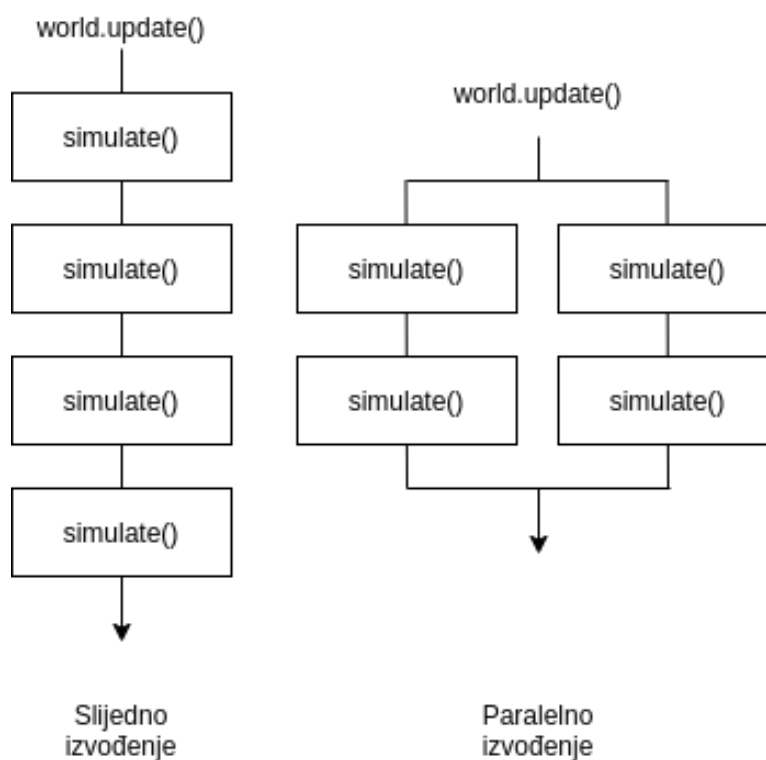 world.update()
simulate()
simulate()
simulate()
simulate()
Slijedno
izvođenje
world.update()
simulate()
simulate()
simulate()
simulate()
Paralelno
izvođenje